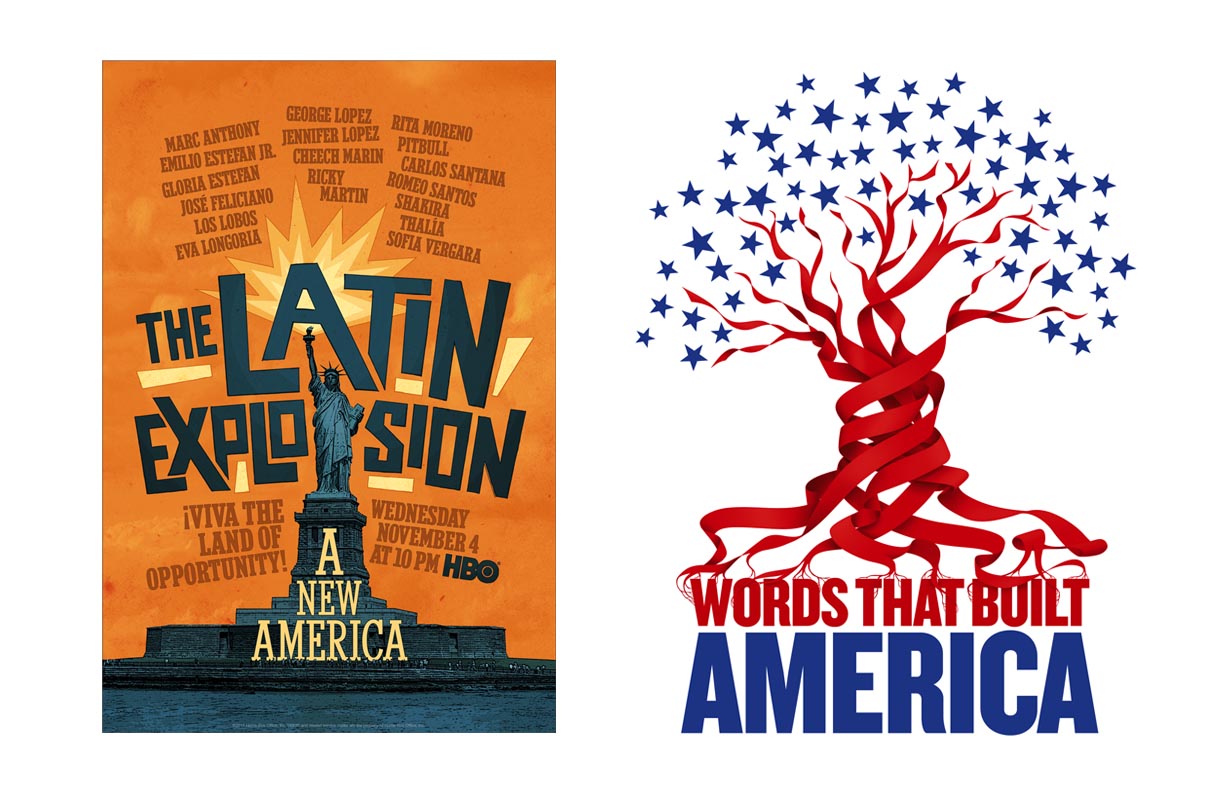 MARC ANTHONY
EMILIO ESTEFAN JR.
GLORIA ESTEFAN
JOSÉ FELICIANO
LOS LOBOS
EVA LONGORIA
GEORGE LOPEZ
JENNIFER LOPEZ
CHEECH MARIN
RICKY
MARTIN
RITA MORENO
PITBULL
CARLOS SANTANA
ROMEO SANTOS
SHAKIRA
THALÍA
SOFIA VERGARA
THE LATIN
EXPLOSION
¡VIVA THE
LAND OF
OPPORTUNITY!
WEDNESDAY
NOVEMBER 4
AT 10 PM HBO
A
NEW
AMERICA
WORDS THAT BUILT
AMERICA